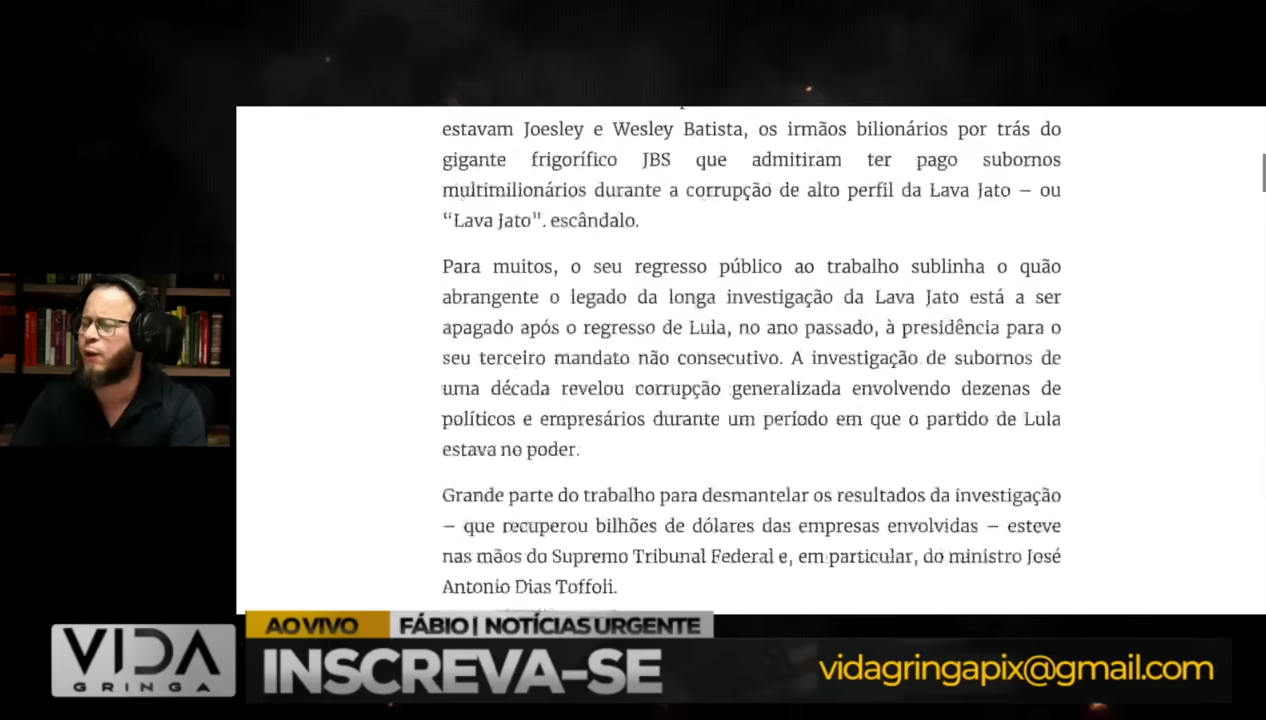 estavam Joesley e Wesley Batista, os irmãos bilionários por trás do
gigante frigorífico JBS que admitiram ter pago subornos
multimilionários durante a corrupção de alto perfil da Lava Jato – ou
“Lava Jato". escândalo.
Para muitos, o seu regresso público ao trabalho sublinha o quão
abrangente o legado da longa investigação da Lava Jato está a ser
apagado após o regresso de Lula, no ano passado, à presidência para o
seu terceiro mandato não consecutivo. A investigação de subornos de
uma década revelou corrupção generalizada envolvendo dezenas de
políticos e empresários durante um período em que o partido de Lula
estava no poder.
Grande parte do trabalho para desmantelar os resultados da investigação
– que recuperou bilhões de dólares das empresas envolvidas – esteve
nas mãos do Supremo Tribunal Federal e, em particular, do ministro José
Antonio Dias Toffoli.
AO VIVO FÁBIO | NOTÍCIAS URGENTE
VIDA
GRINGA
INSCREVA-SE
vidagringapix@gmail.com